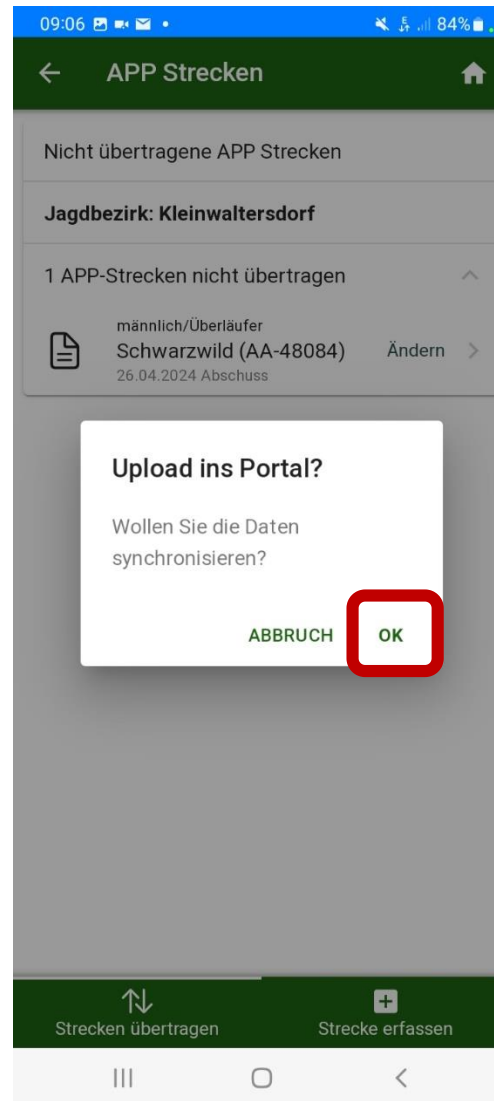 09:06
84%
APP Strecken
Nicht übertragene APP Strecken
Jagdbezirk: Kleinwaltersdorf
1 APP-Strecken nicht übertragen
männlich/Überläufer
Schwarzwild (AA-48084) Ändern
26.04.2024 Abschuss
Upload ins Portal?
Wollen Sie die Daten
synchronisieren?
ABBRUCH OK
Strecken übertragen Strecke erfassen